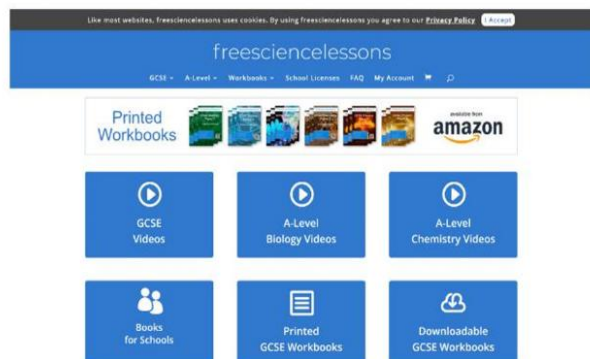 Like most websites, freesciencelessons uses cookies. By using freesciencelessons you agree to our Privacy Policy I Accept
freesciencelessons
GCSE A-Level Workbooks School Licenses FAQ My Account
Printed
Workbooks
available from
amazon
GCSE
Videos
A-Level
Biology Videos
A-Level
Chemistry Videos
Books
for Schools
Printed
GCSE Workbooks
Downloadable
GCSE Workbooks